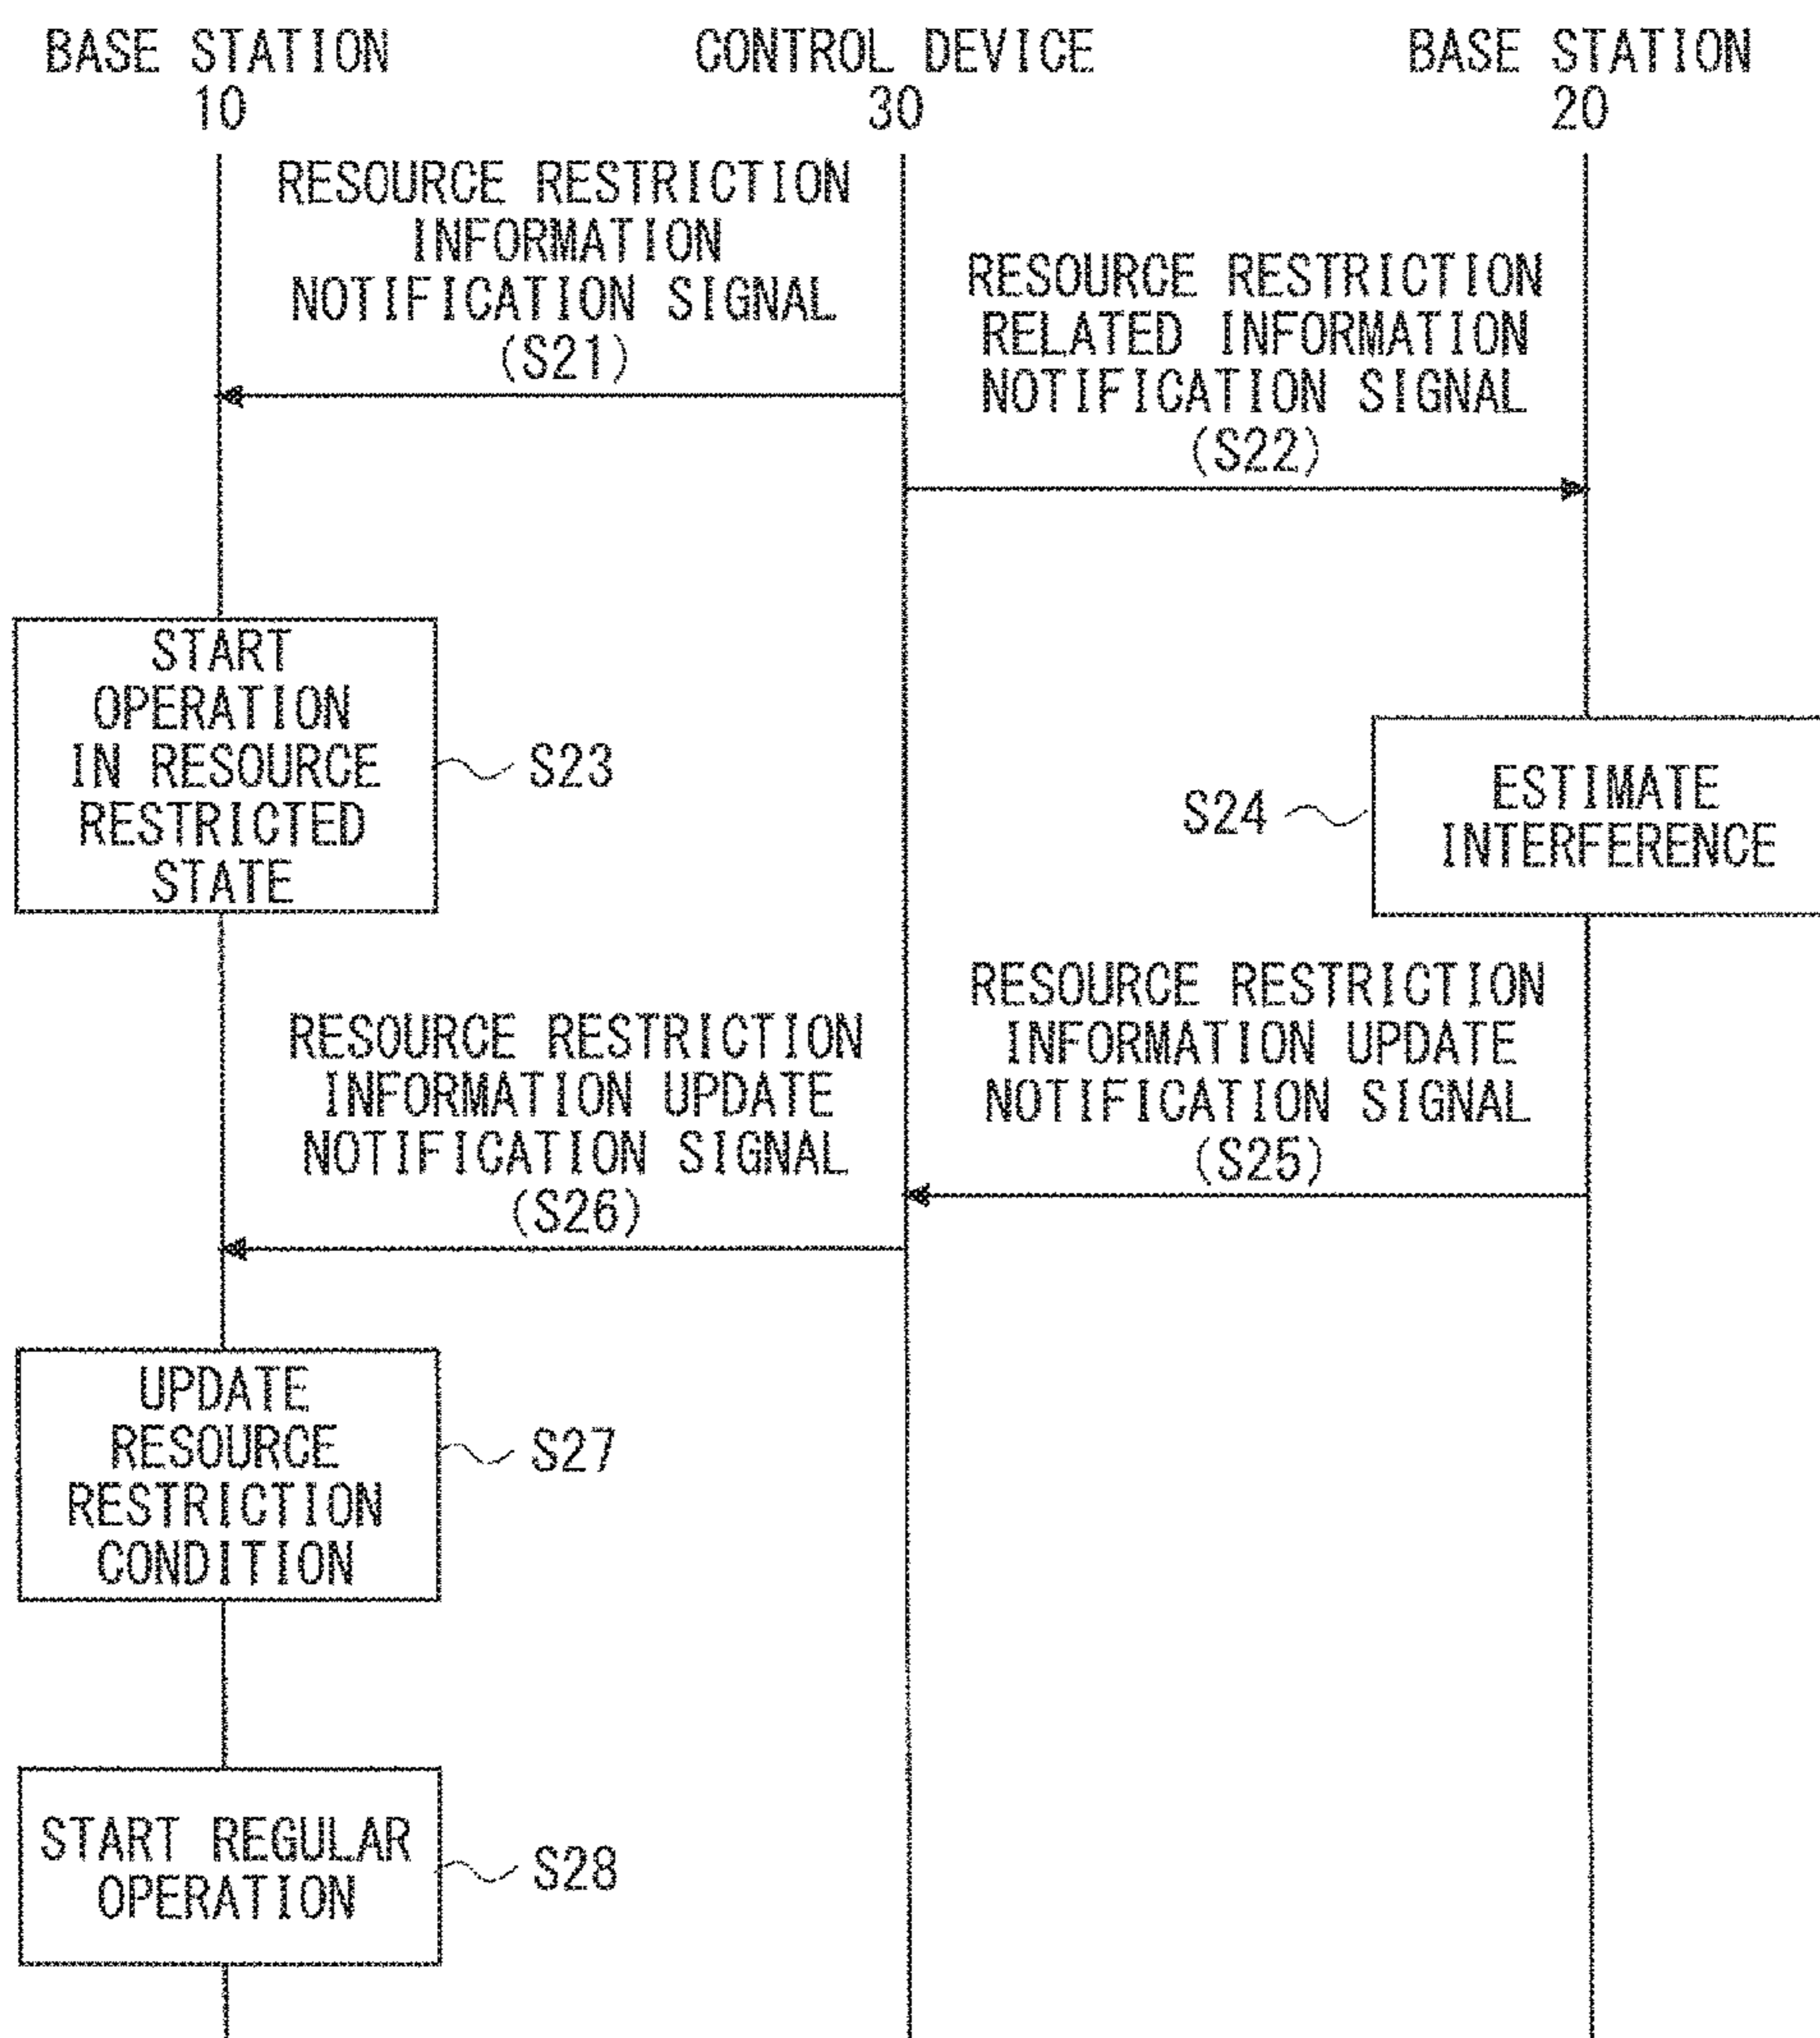 BASE STATION
10
CONTROL DEVICE
30
BASE STATION
20
RESOURCE RESTRICTION
INFORMATION
NOTIFICATION SIGNAL
(S21)
RESOURCE RESTRICTION
RELATED INFORMATION
NOTIFICATION SIGNAL
(S22)
START
OPERATION
IN RESOURCE
RESTRICTED
STATE
S23
S24
ESTIMATE
INTERFERENCE
RESOURCE RESTRICTION
INFORMATION UPDATE
NOTIFICATION SIGNAL
(S25)
RESOURCE RESTRICTION
INFORMATION UPDATE
NOTIFICATION SIGNAL
(S26)
UPDATE
RESOURCE
RESTRICTION
CONDITION
S27
START REGULAR
OPERATION
S28